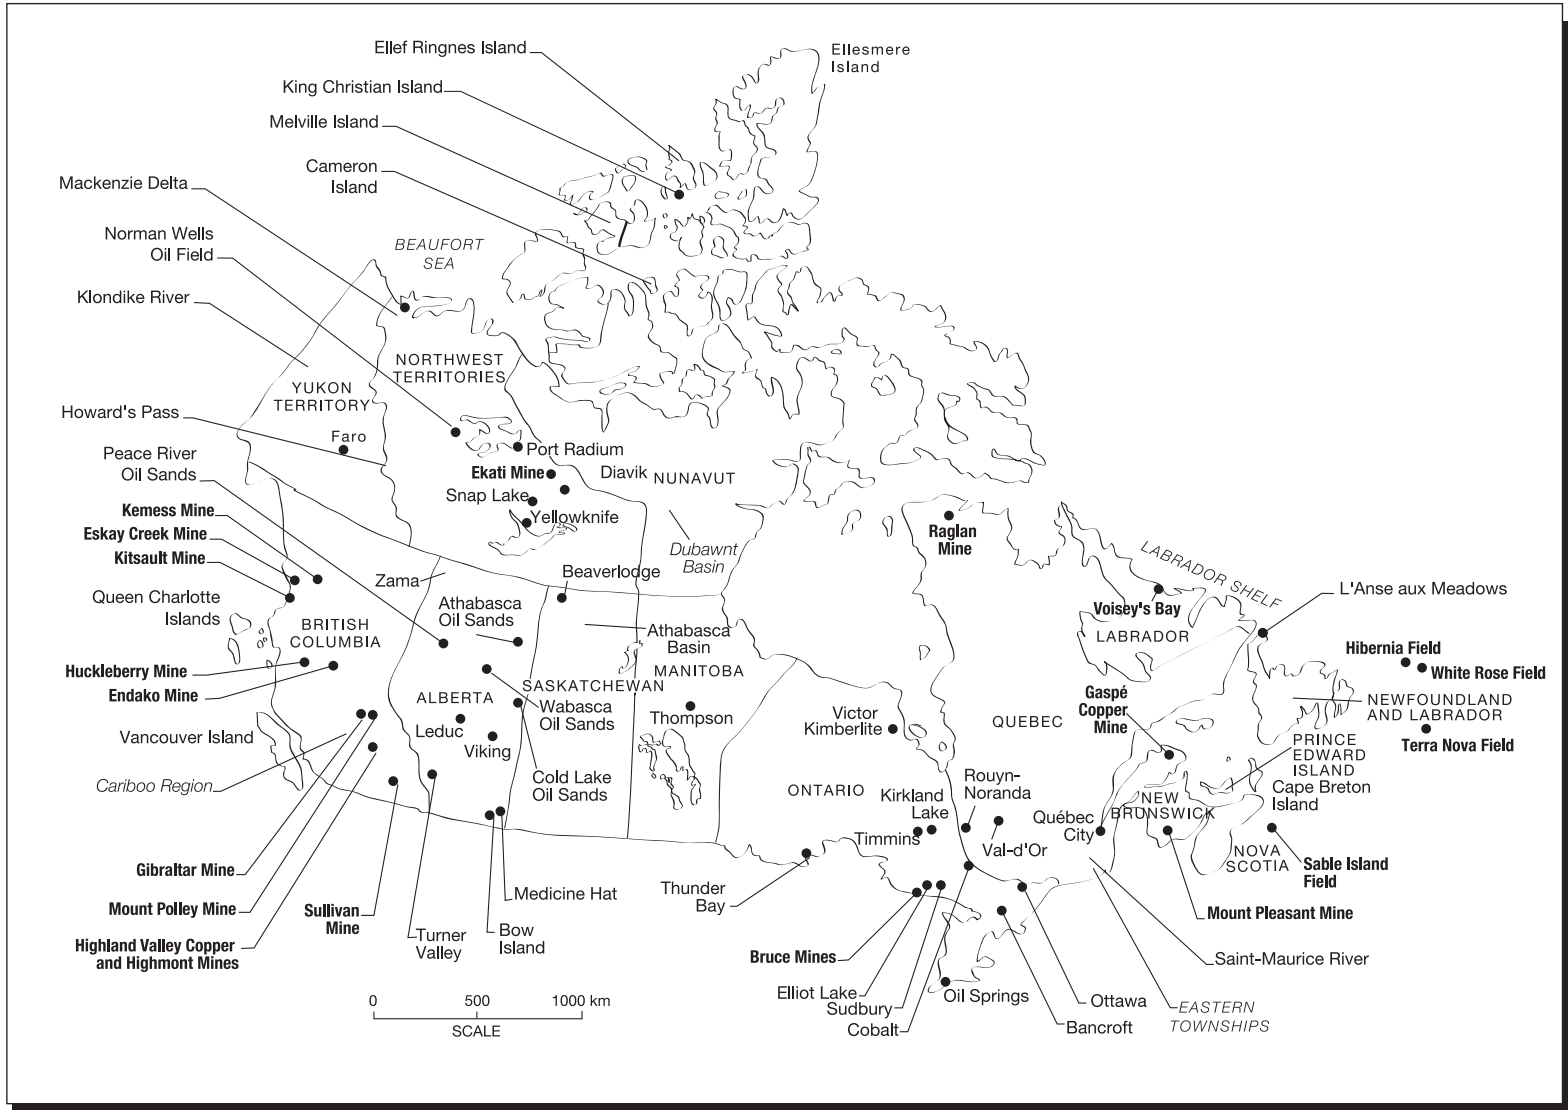 Ellef Ringnes Island
Ellesmere
Island
King Christian Island
Melville Island
Cameron
Island
Mackenzie Delta
Norman Wells
Oil Field
BEAUFORT
SEA
Klondike River
NORTHWEST
TERRITORIES
YUKON
TERRITORY
Howard's Pass
Faro
Peace River
Oil Sands
Port Radium
Ekati Mine
Diavik
NUNAVUT
Snap Lake
Yellowknife
Kemess Mine
Eskay Creek Mine
Kitsault Mine
Raglan
Mine
Dubawnt
Basin
LABRADOR SHELF
Zama
Beaverlodge
Queen Charlotte
Islands
Athabasca
Oil Sands
Voisey's Bay
L'Anse aux Meadows
BRITISH
COLUMBIA
Athabasca
Basin
LABRADOR
Hibernia Field
Huckleberry Mine
MANITOBA
White Rose Field
Endako Mine
SASKATCHEWAN
ALBERTA
Wabasca
Oil Sands
Gaspé
Copper
Mine
NEWFOUNDLAND
AND LABRADOR
Thompson
Victor
Kimberlite
QUEBEC
Vancouver Island
Leduc
Viking
Terra Nova Field
PRINCE
EDWARD
ISLAND
Cariboo Region
Cold Lake
Oil Sands
ONTARIO
Rouyn-
Noranda
Cape Breton
Island
Kirkland
Lake
NEW
BRUNSWICK
Québec
City
Timmins
Val-d'Or
NOVA
SCOTIA
Sable Island
Field
Gibraltar Mine
Medicine Hat
Thunder
Bay
Mount Polley Mine
Sullivan
Mine
Mount Pleasant Mine
Turner
Valley
Bow
Island
Highland Valley Copper
and Highmont Mines
Bruce Mines
Saint-Maurice River
Elliot Lake
Oil Springs
Ottawa
Sudbury
EASTERN
TOWNSHIPS
Cobalt
Bancroft
0 500 1000 km
SCALE